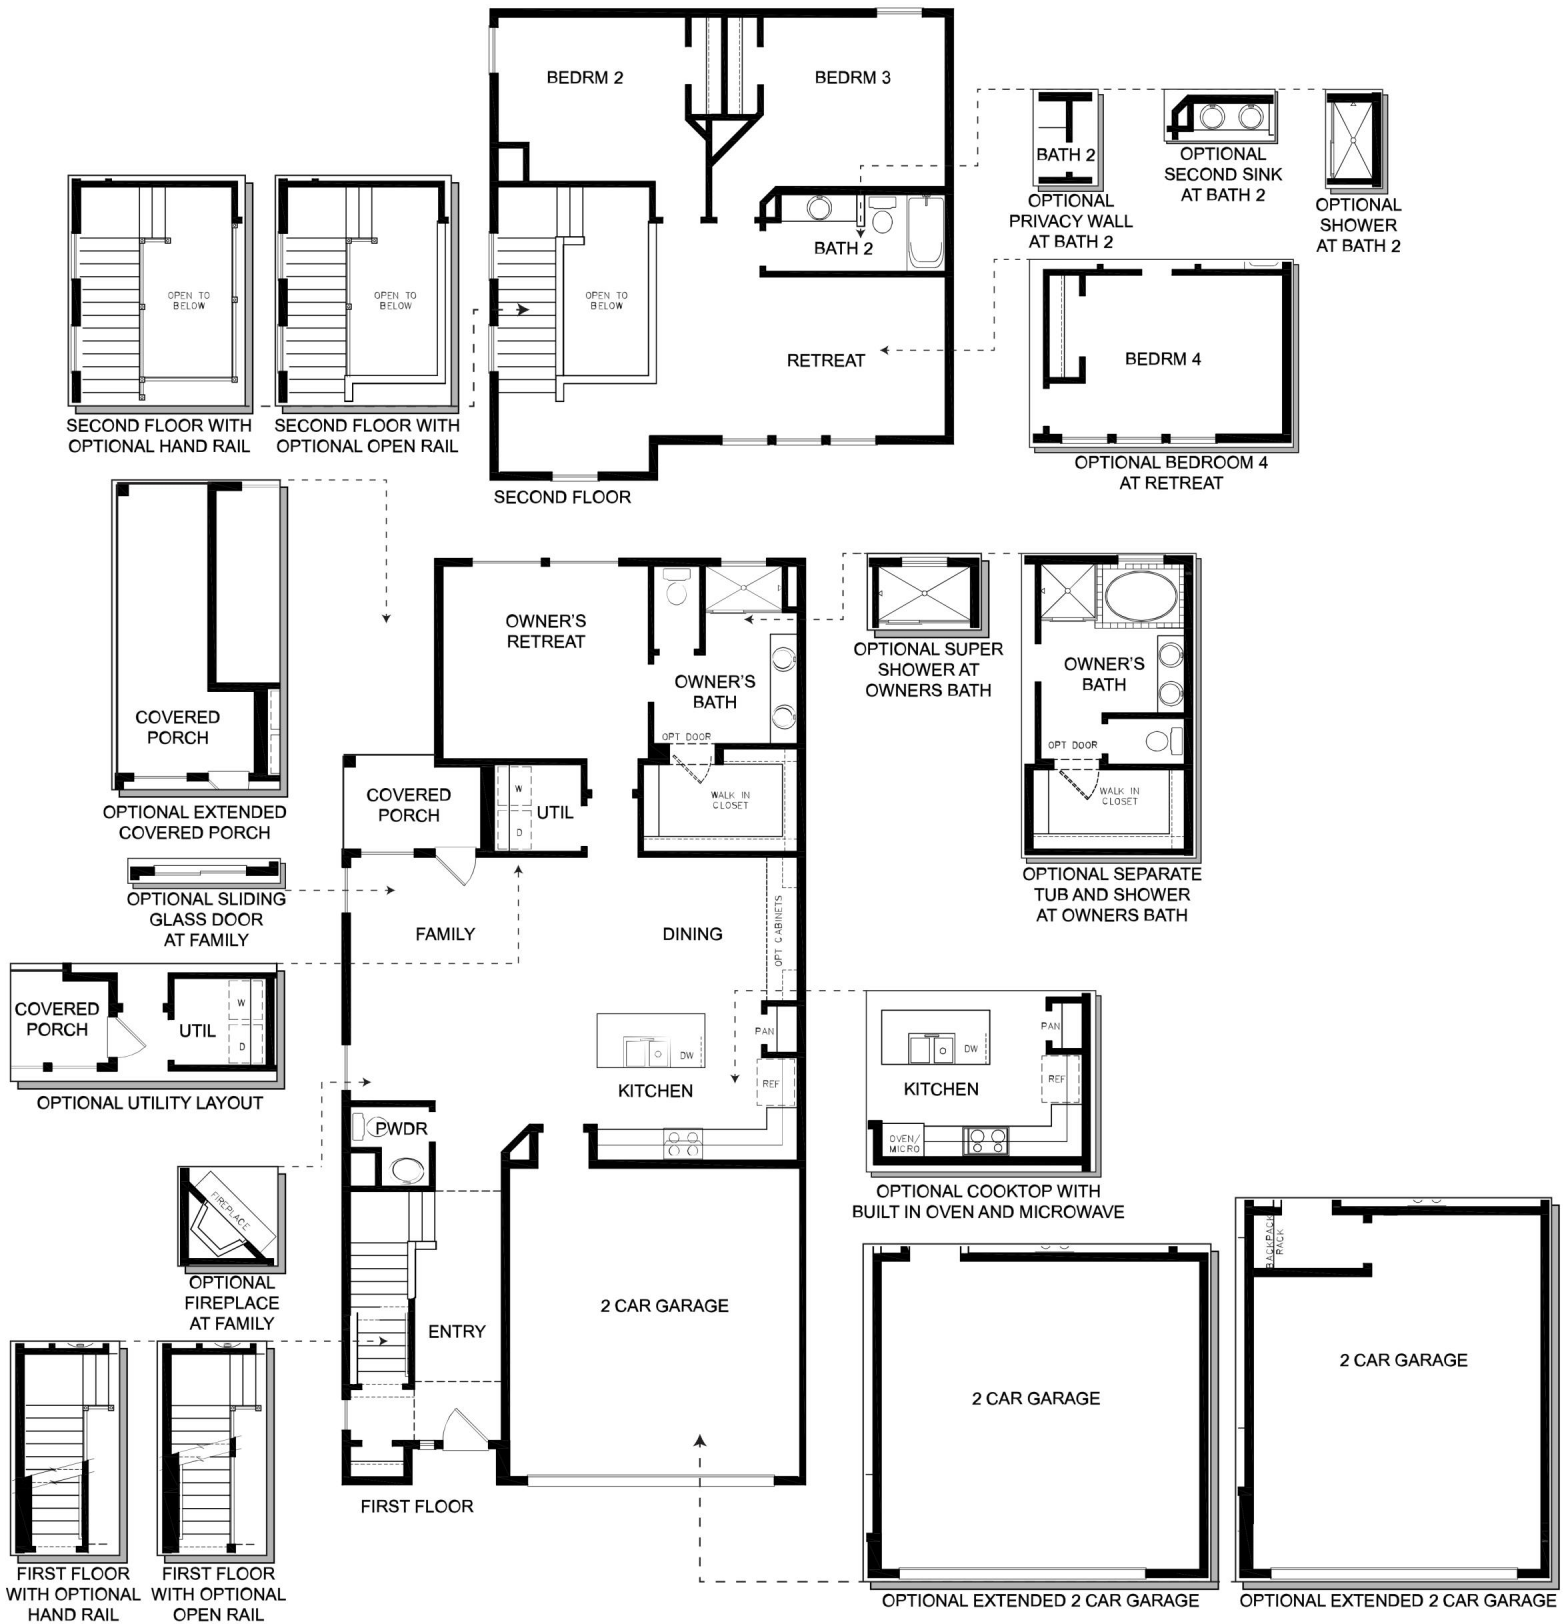 BEDRM 2
BEDRM 3
BATH 2
OPTIONAL
PRIVACY WALL
AT BATH 2
OPTIONAL
SECOND SINK
AT BATH 2
OPTIONAL
SHOWER
AT BATH 2
BATH 2
OPEN TO
BELOW
OPEN TO
BELOW
OPEN TO
BELOW
RETREAT
BEDRM 4
SECOND FLOOR WITH
OPTIONAL HAND RAIL
SECOND FLOOR WITH
OPTIONAL OPEN RAIL
OPTIONAL BEDROOM 4
AT RETREAT
SECOND FLOOR
COVERED
PORCH
OPTIONAL EXTENDED
COVERED PORCH
OWNER'S
RETREAT
OWNER'S
BATH
OPT DOOR
WALK IN
CLOSET
OPTIONAL SUPER
SHOWER AT
OWNERS BATH
OWNER'S
BATH
OPT DOOR
WALK IN
CLOSET
OPTIONAL SEPARATE
TUB AND SHOWER
AT OWNERS BATH
COVERED
PORCH
W
D
UTIL
OPTIONAL SLIDING
GLASS DOOR
AT FAMILY
FAMILY
DINING
OPT CABINETS
COVERED
PORCH
UTIL
W
D
OPTIONAL UTILITY LAYOUT
DW
PAN
REF
KITCHEN
DW
PAN
REF
KITCHEN
OVEN/
MICRO
OPTIONAL COOKTOP WITH
BUILT IN OVEN AND MICROWAVE
PWDR
FIREPLACE
OPTIONAL
FIREPLACE
AT FAMILY
2 CAR GARAGE
ENTRY
FIRST FLOOR
FIRST FLOOR
WITH OPTIONAL
HAND RAIL
FIRST FLOOR
WITH OPTIONAL
OPEN RAIL
2 CAR GARAGE
OPTIONAL EXTENDED 2 CAR GARAGE
BACKPACK
RACK
2 CAR GARAGE
OPTIONAL EXTENDED 2 CAR GARAGE